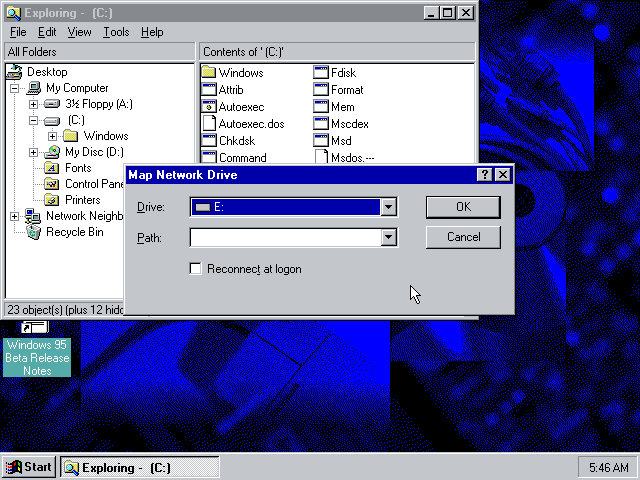 Exploring - (C:)
File Edit View Tools Help
All Folders
Contents of ' (C:)'
Desktop
My Computer
3½ Floppy (A:)
(C:)
Windows
My Disc (D:)
Fonts
Control Pane
Printers
Network Neighb
Recycle Bin
Windows
Attrib
Autoexec
Autoexec.dos
Chkdsk
Command
Fdisk
Format
Mem
Mscdex
Msd
Msdos.---
23 object(s) (plus 12 hidd
Map Network Drive
Drive: E: OK
Path: Cancel
Reconnect at logon
Windows 95
Beta Release
Notes
Start Exploring - (C:) 5:46 AM